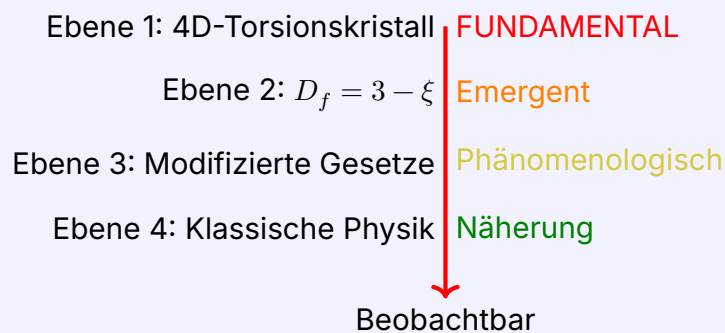 Ebene 1: 4D-Torsionskristall FUNDAMENTAL
Ebene 2: $D_f = 3 - \xi$ Emergent
Ebene 3: Modifizierte Gesetze Phänomenologisch
Ebene 4: Klassische Physik Näherung
Beobachtbar